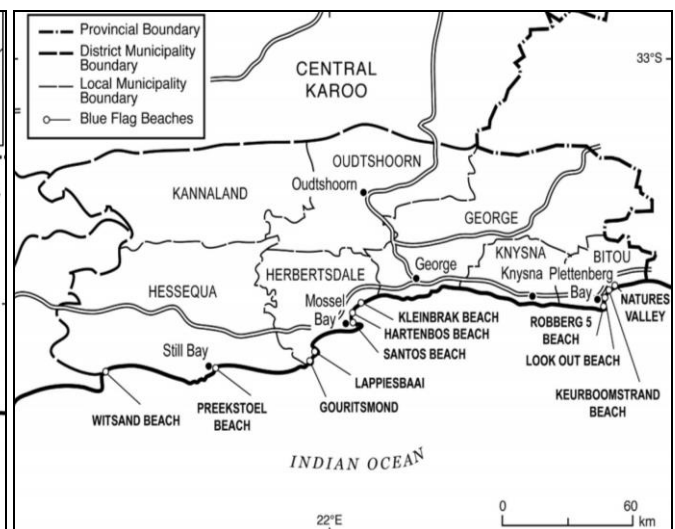 Provincial Boundary
District Municipality
Boundary
Local Municipality
Boundary
Blue Flag Beaches
33°S
CENTRAL
KAROO
OUDTSHOORN
Oudtshoorn
KANNALAND
GEORGE
KNYSNA
BITOU
George
Knysna
Plettenberg
Bay
HERBERTSDALE
HESSEQUA
Mossel
Bay
NATURES
VALLEY
KLEINBRAK BEACH
HARTENBOS BEACH
SANTOS BEACH
ROBBERG 5
BEACH
LOOK OUT BEACH
Still Bay
LAPPIESBAAI
KEURBOOMSTRAND
BEACH
GOURITSMOND
WITSAND BEACH
PREEKSTOEL
BEACH
INDIAN OCEAN
22°E
0 60
km